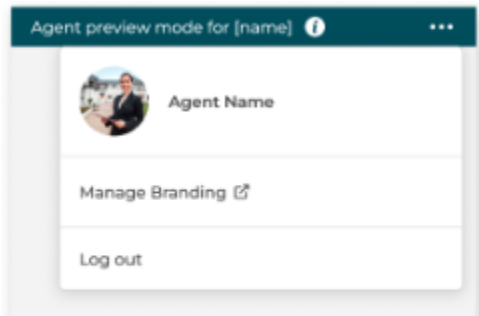 Agent preview mode for [name] i
Agent Name
Manage Branding
Log out